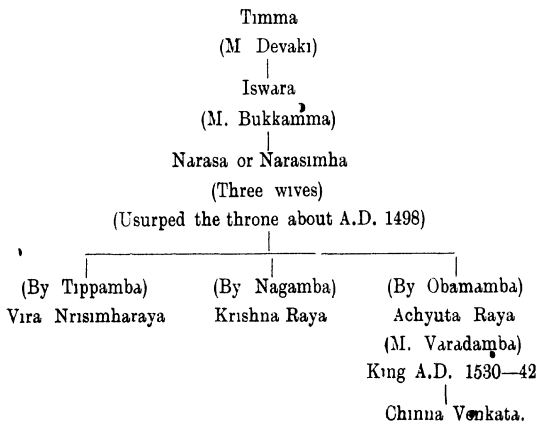 Timma
(M Devaki)
Iswara
(M. Bukkamma)
Narasa or Narasimha
(Three wives)
(Usurped the throne about A.D. 1498)
(By Tippamba) (By Nagamba) (By Obamamba)
Vira Nrisimharaya Krishna Raya Achyuta Raya
(M. Varadamba)
King A.D. 1530—42
Chinna Venkata.